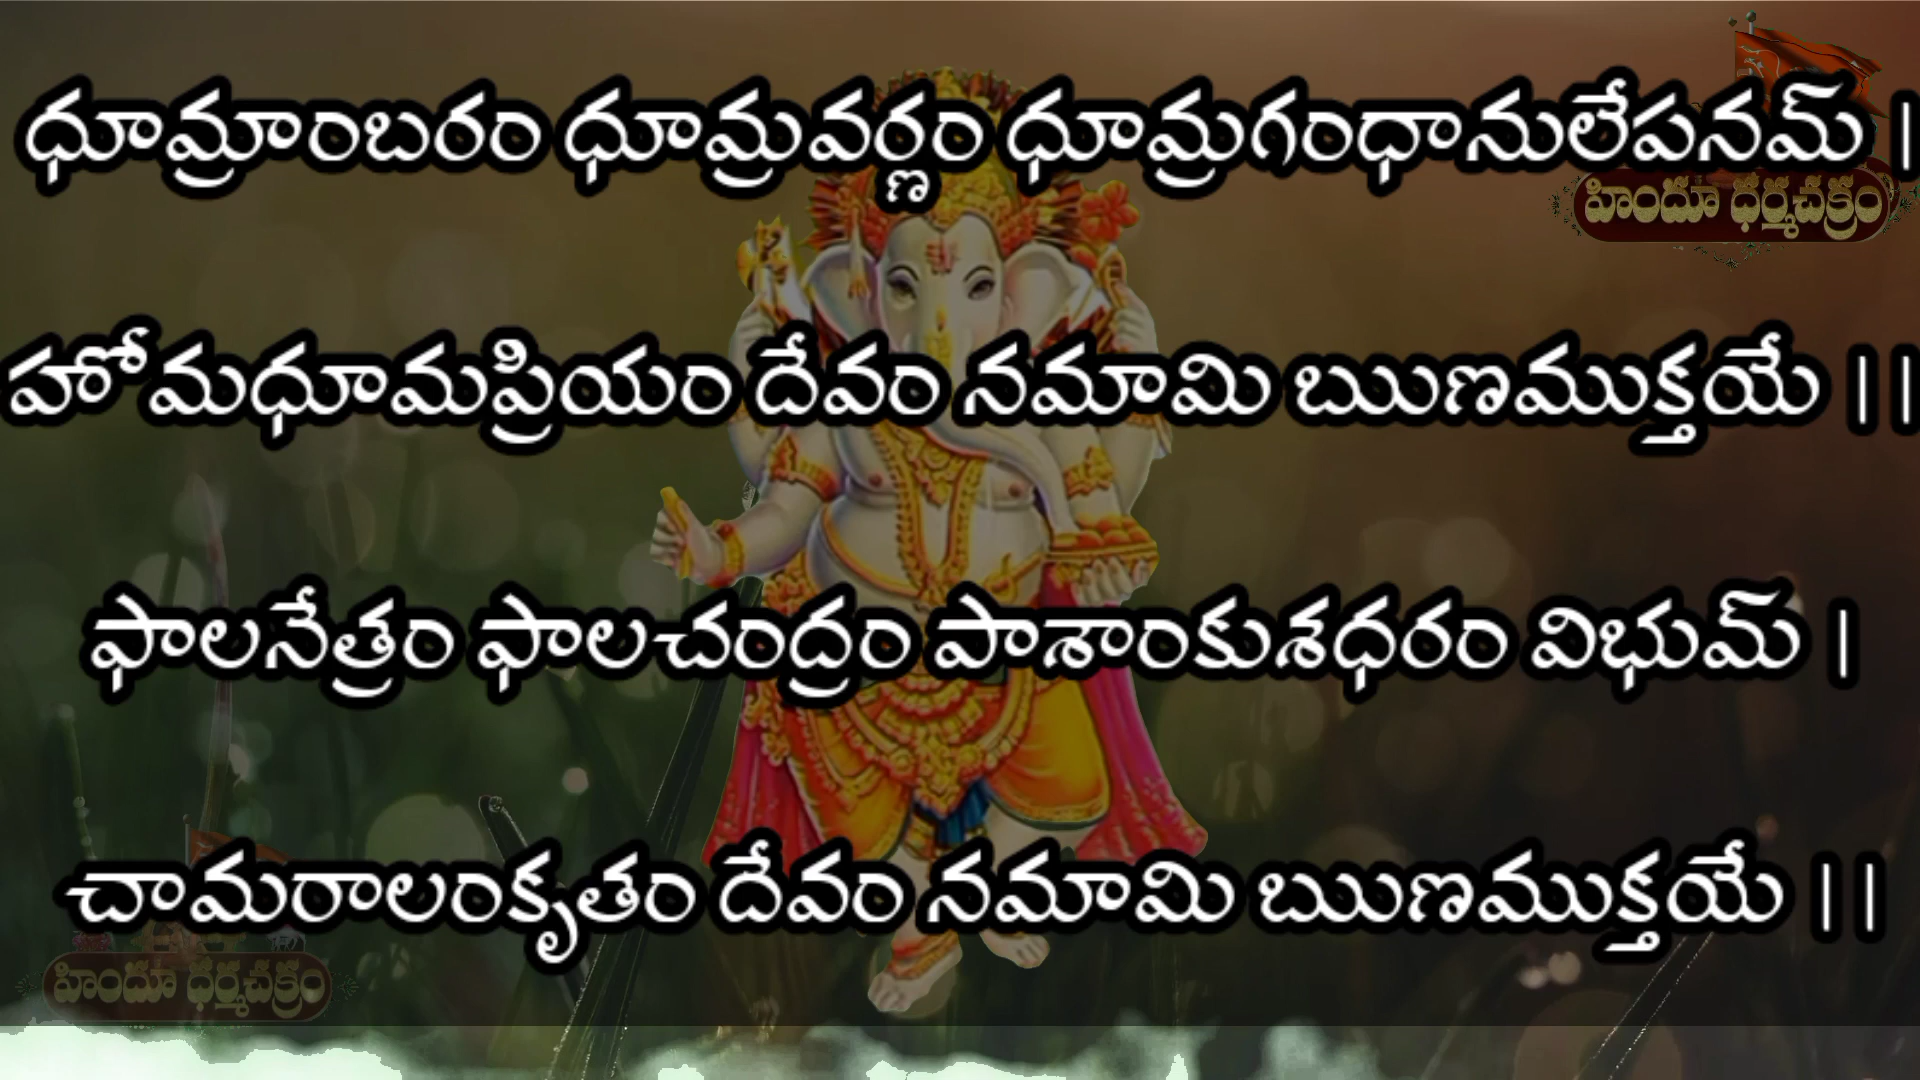 ధూమ్రాంబరం ధూమ్రవర్ణం ధూమ్రగంధానులేపనమ్ |
హిందూ ధర్మచక్రం
హోమధూమప్రియం దేవం నమామి ఋణముక్తయే ||
ఫాలనేత్రం ఫాలచంద్రం పాశాంకుశధరం విభుమ్ |
చామరాలంకృతం దేవం నమామి ఋణముక్తయే ||
హిందూ ధర్మచక్రం